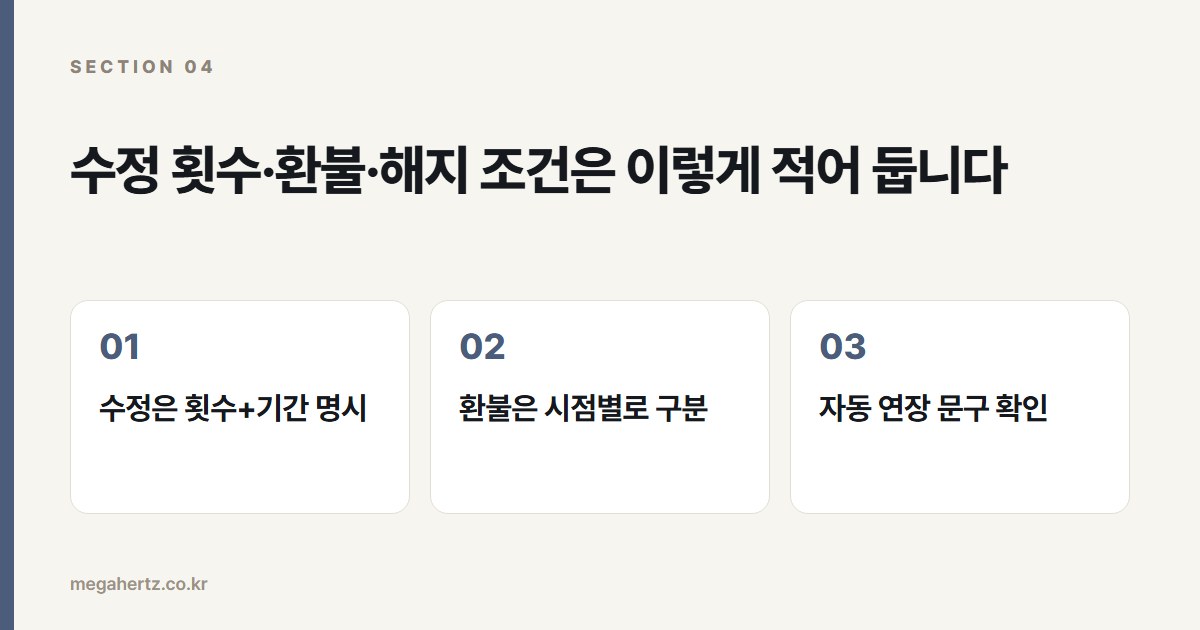 SECTION 04
수정 횟수·환불·해지 조건은 이렇게 적어 둡니다
01
수정은 횟수+기간 명시
02
환불은 시점별로 구분
03
자동 연장 문구 확인
megahertz.co.kr